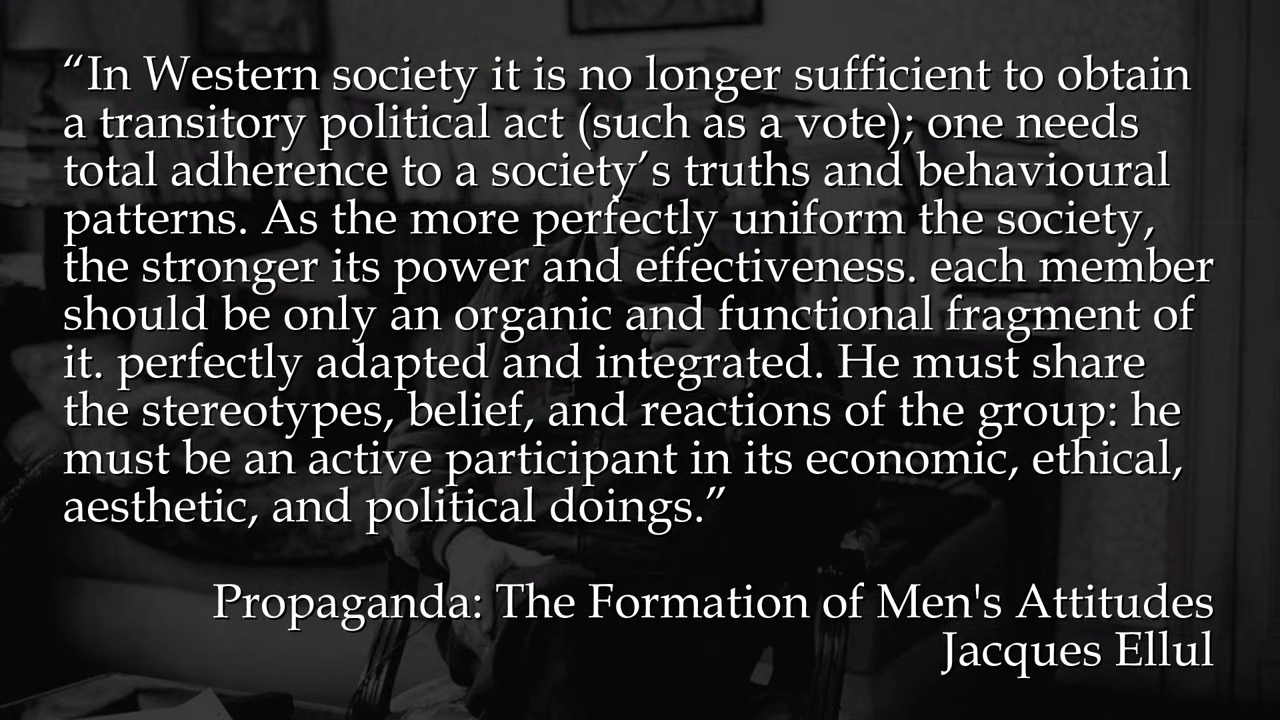 “In Western society it is no longer sufficient to obtain
a transitory political act (such as a vote); one needs
total adherence to a society’s truths and behavioural
patterns. As the more perfectly uniform the society,
the stronger its power and effectiveness. each member
should be only an organic and functional fragment of
it. perfectly adapted and integrated. He must share
the stereotypes, belief, and reactions of the group: he
must be an active participant in its economic, ethical,
aesthetic, and political doings.”
Propaganda: The Formation of Men's Attitudes
Jacques Ellul